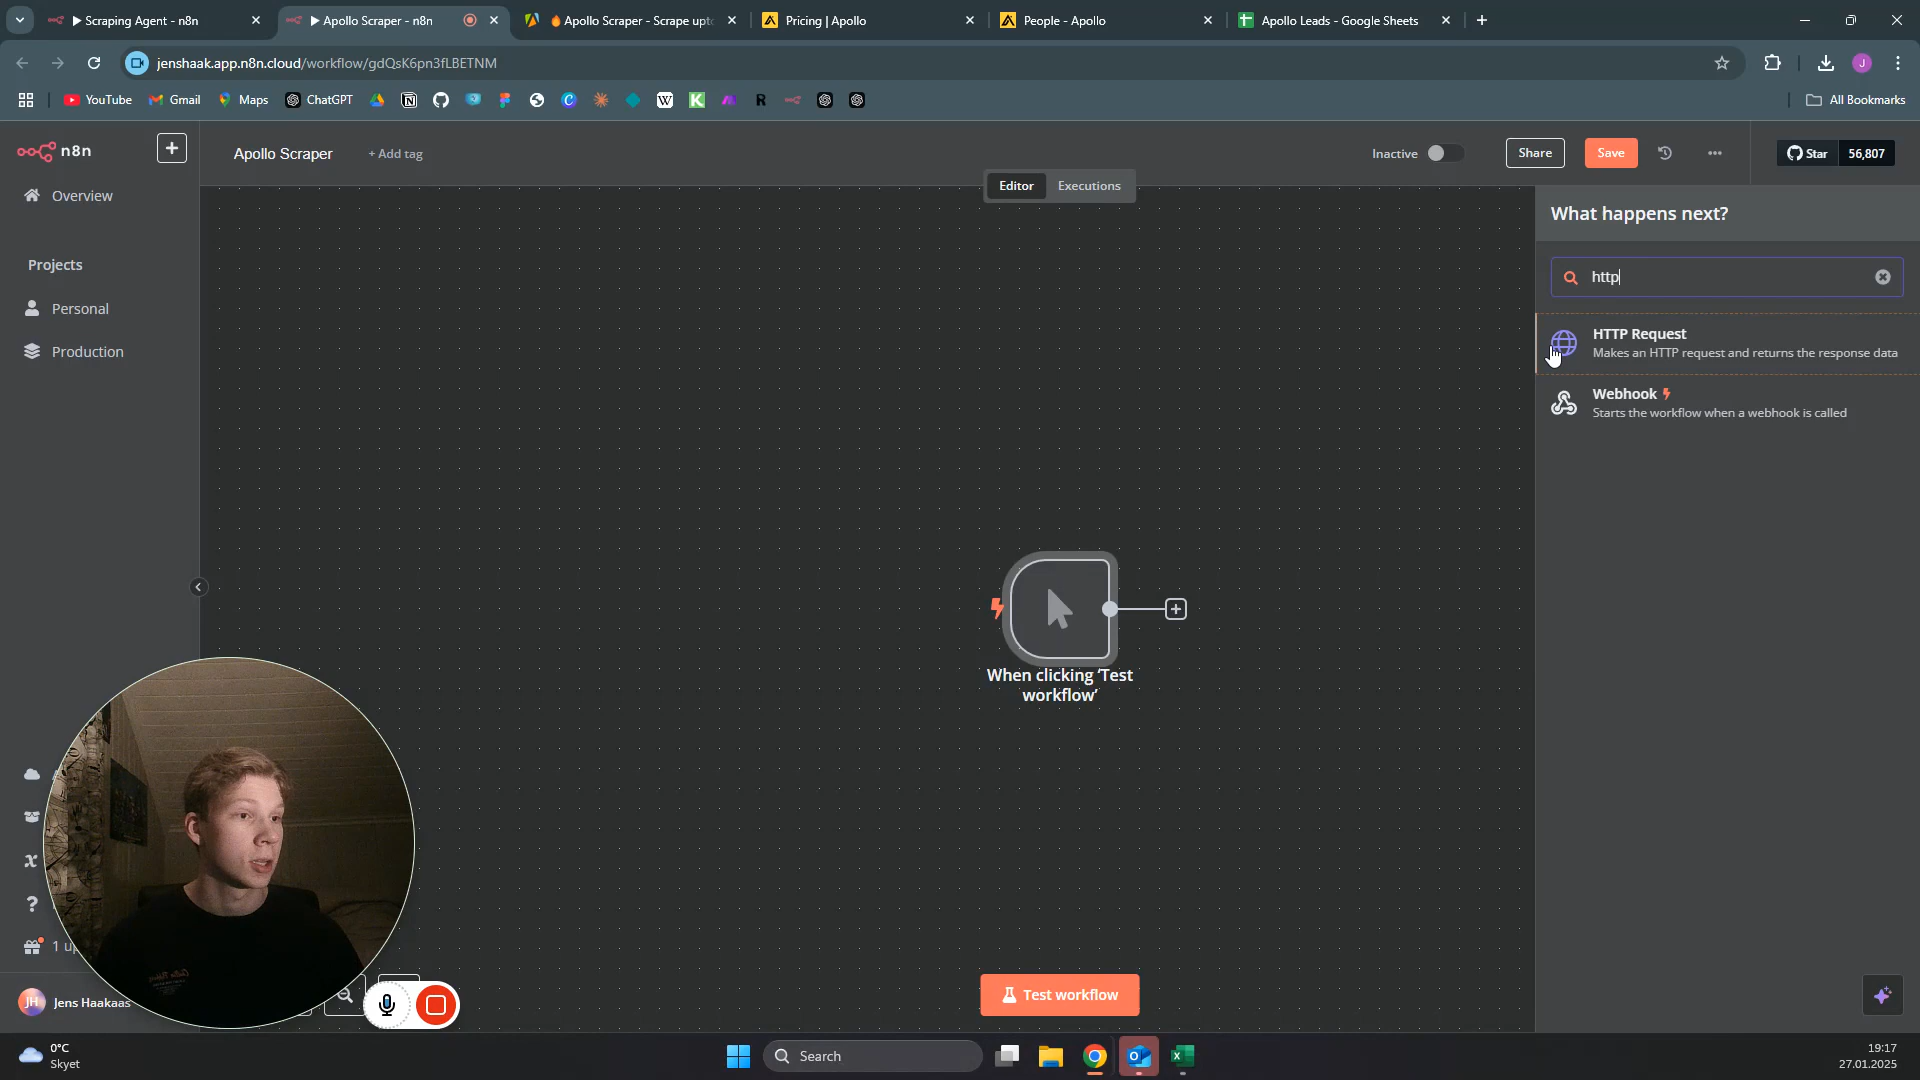 Scraping Agent - n8n
Apollo Scraper - n8n
Apollo Scraper - Scrape upto
Pricing | Apollo
People - Apollo
Apollo Leads - Google Sheets
jenshaak.app.n8n.cloud/workflow/gdQsK6pn3fLBETNM
J
YouTube
Gmail
Maps
ChatGPT
All Bookmarks
n8n
Apollo Scraper
+ Add tag
Inactive
Share
Save
Star
56,807
Editor
Executions
Overview
Projects
Personal
Production
What happens next?
http
HTTP Request
Makes an HTTP request and returns the response data
Webhook
Starts the workflow when a webhook is called
When clicking 'Test
workflow'
1
JH
Jens Haakaas
Test workflow
0°C
Skyet
Search
19:17
27.01.2025